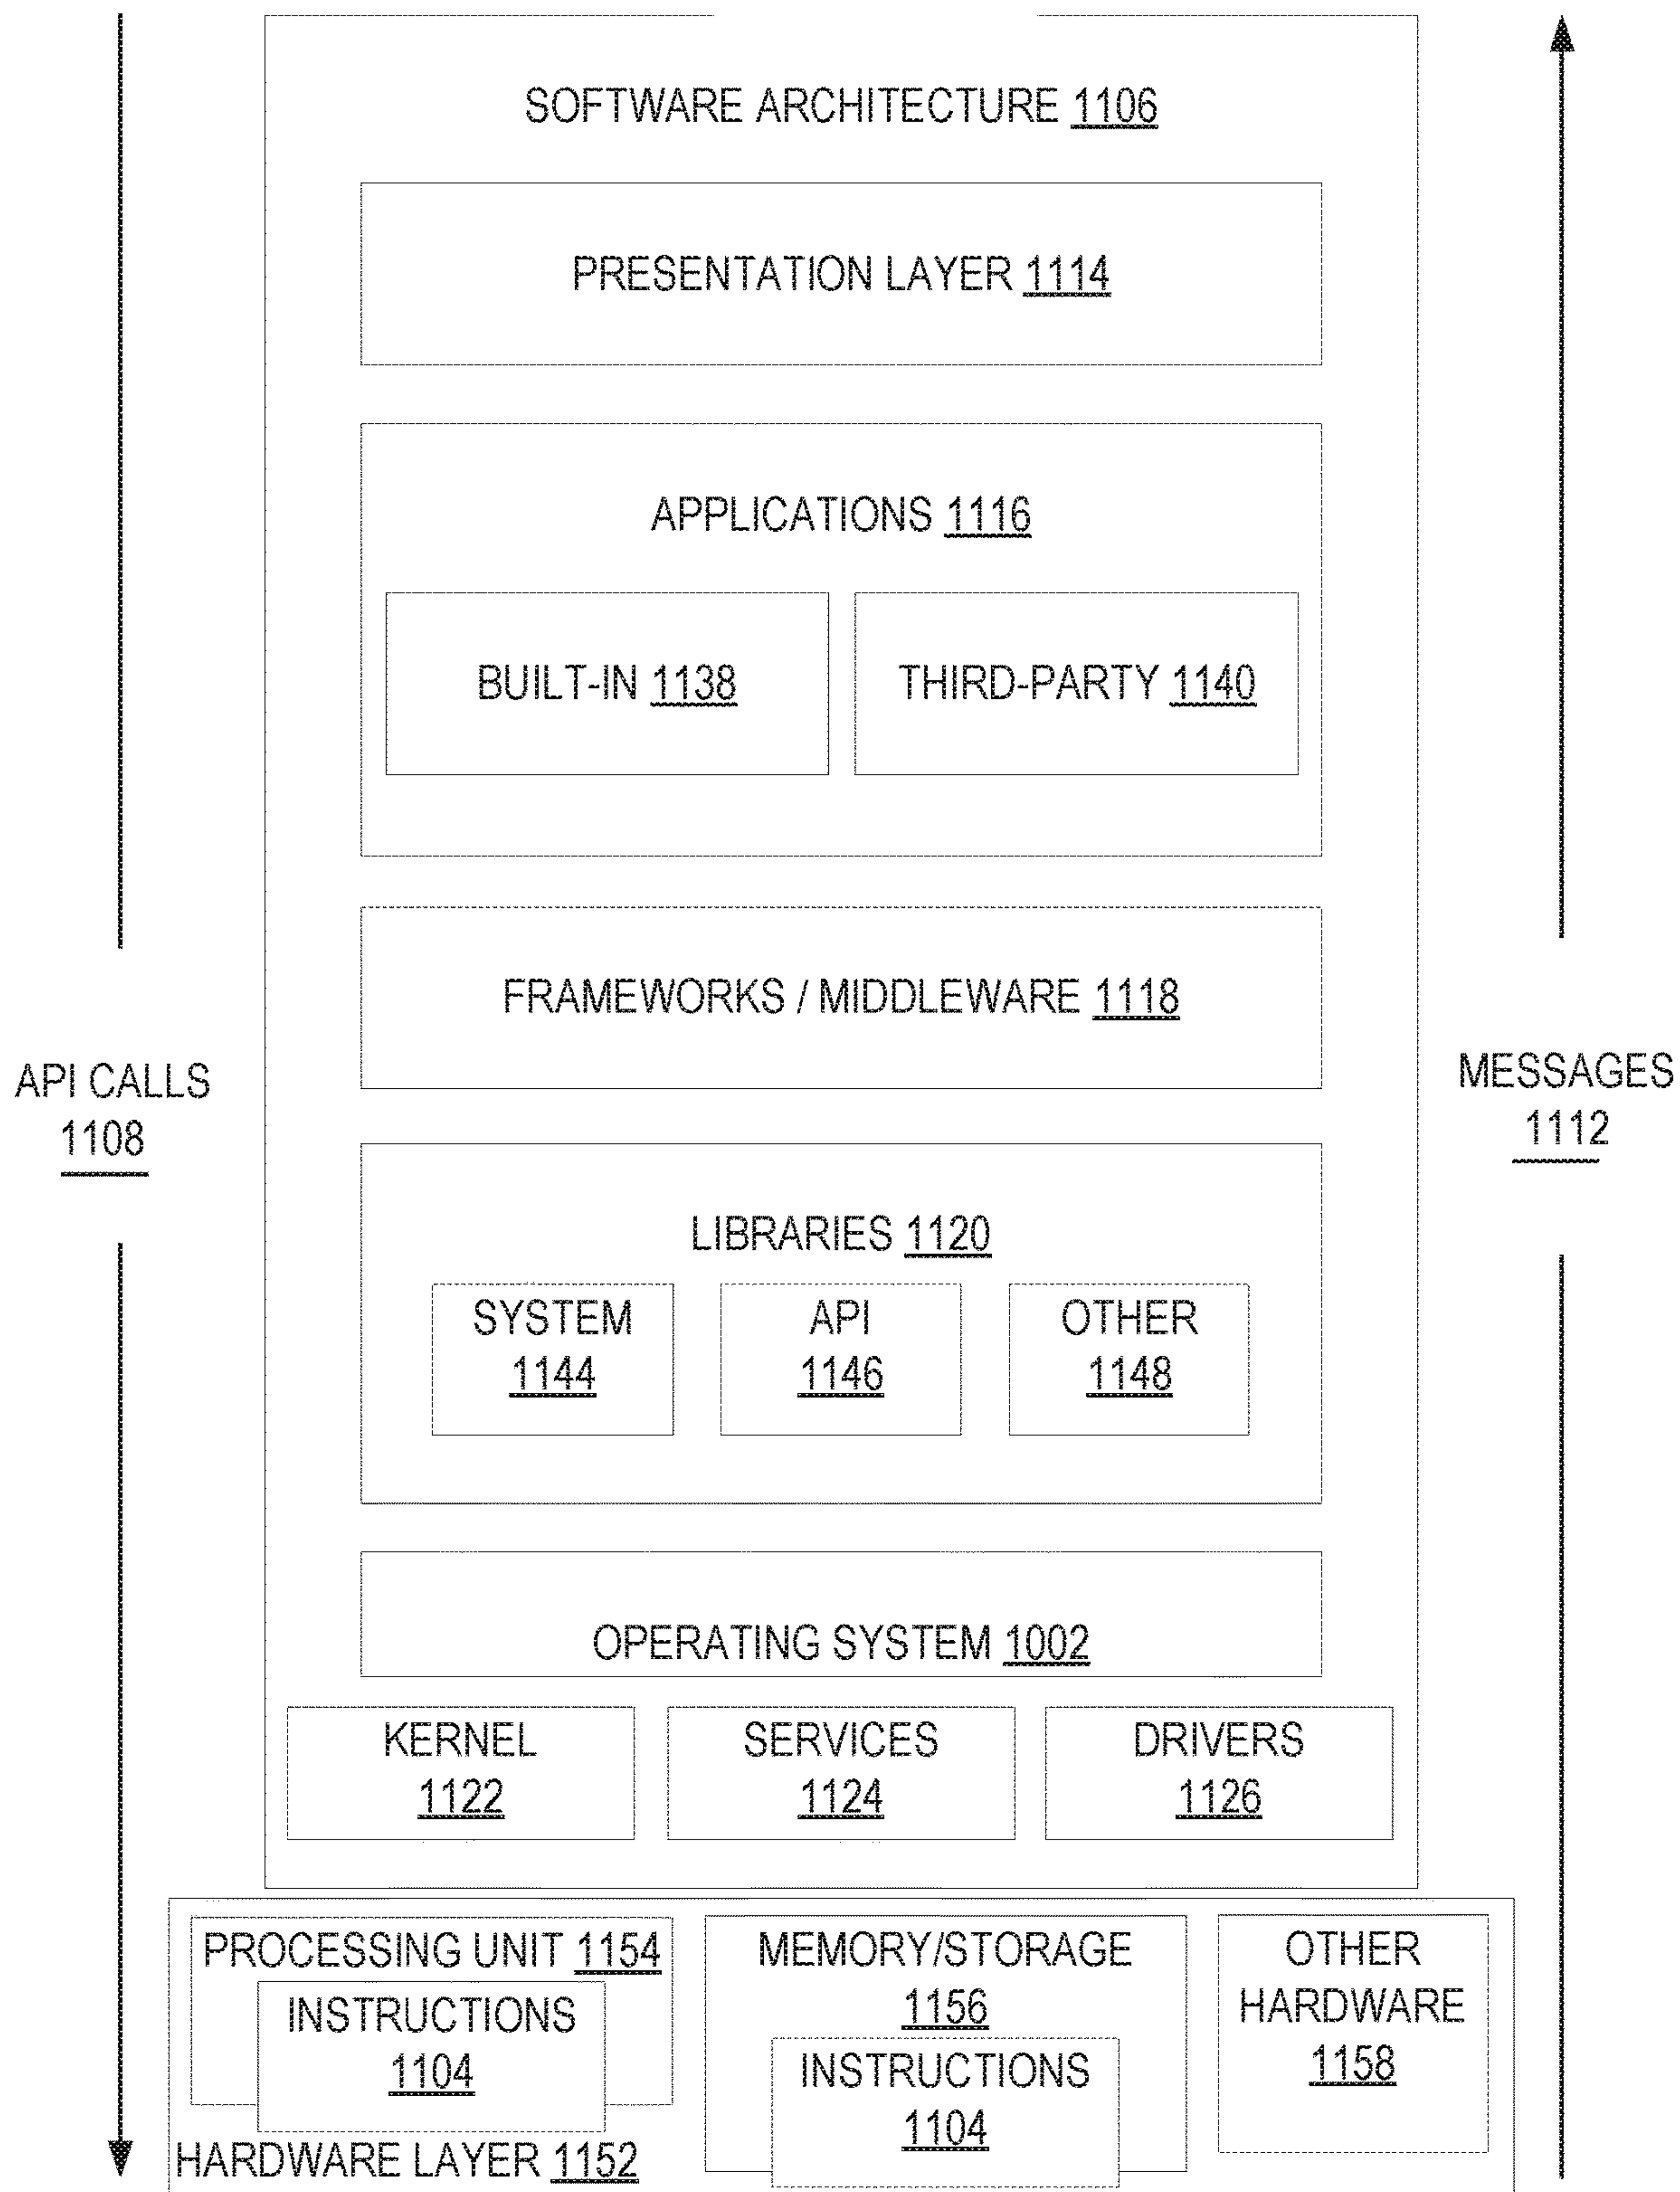 SOFTWARE ARCHITECTURE 1106
PRESENTATION LAYER 1114
APPLICATIONS 1116
BUILT-IN 1138
THIRD-PARTY 1140
FRAMEWORKS / MIDDLEWARE 1118
API CALLS
1108
MESSAGES
1112
LIBRARIES 1120
SYSTEM
1144
API
1146
OTHER
1148
OPERATING SYSTEM 1002
KERNEL
1122
SERVICES
1124
DRIVERS
1126
PROCESSING UNIT 1154
INSTRUCTIONS
1104
MEMORY/STORAGE
1156
INSTRUCTIONS
1104
OTHER
HARDWARE
1158
HARDWARE LAYER 1152